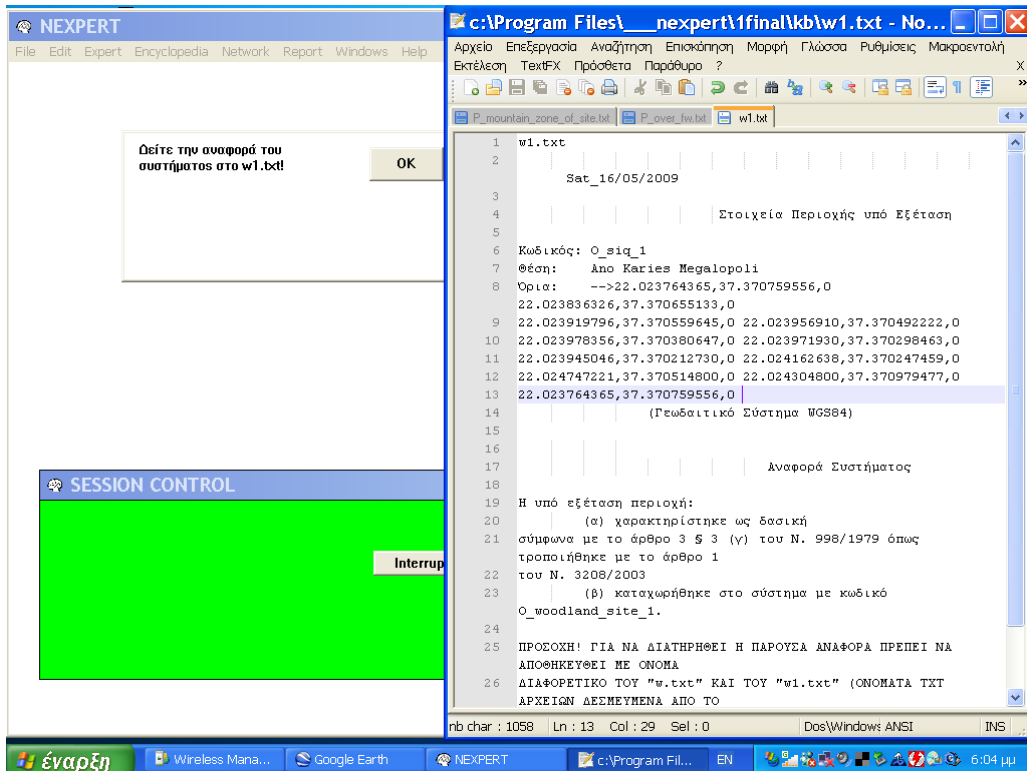 NEXPERT
File Edit Expert Encyclopedia Network Report Windows Help
Δείτε την αναφορά του
συστήματος στο w1.txt!
OK
SESSION CONTROL
Interrup
c:\Program Files\___nexpert\1final\kb\w1.txt - No...
Αρχείο Επεξεργασία Αναζήτηση Επισκόπηση Μορφή Γλώσσα Ρυθμίσεις Μακροεντολή
Εκτέλεση TextFX Πρόσθετα Παράθυρο ? X
P_mountain_zone_of_site.txt P_over_fw.txt w1.txt
1 w1.txt
2
Sat_16/05/2009
3
4 Στοιχεία Περιοχής υπό Εξέταση
5
6 Κωδικός: O_siq_1
7 Θέση: Ano Karies Megalopoli
8 Όρια: -->22.023764365,37.370759556,0
22.023836326,37.370655133,0
9 22.023919796,37.370559645,0 22.023956910,37.370492222,0
10 22.023978356,37.370380647,0 22.023971930,37.370298463,0
11 22.023945046,37.370212730,0 22.024162638,37.370247459,0
12 22.024747221,37.370514800,0 22.024304800,37.370979477,0
13 22.023764365,37.370759556,0
14 (Γεωδαιτικό Σύστημα WGS84)
15
16
17 Αναφορά Συστήματος
18
19 Η υπό εξέταση περιοχή:
20 (α) χαρακτηρίστηκε ως δασική
21 σύμφωνα με το άρθρο 3 § 3 (γ) του Ν. 998/1979 όπως
τροποιήθηκε με το άρθρο 1
22 του Ν. 3208/2003
23 (β) καταχωρήθηκε στο σύστημα με κωδικό
O_woodland_site_1.
24
25 ΠΡΟΣΟΧΗ! ΓΙΑ ΝΑ ΔΙΑΤΗΡΗΘΕΙ Η ΠΑΡΟΥΣΑ ΑΝΑΦΟΡΑ ΠΡΕΠΕΙ ΝΑ
ΑΠΟΘΗΚΕΥΘΕΙ ΜΕ ΟΝΟΜΑ
26 ΔΙΑΦΟΡΕΤΙΚΟ ΤΟΥ "w.txt" ΚΑΙ ΤΟΥ "w1.txt" (ΟΝΟΜΑΤΑ TXT
ΑΡΧΕΙΩΝ ΔΕΣΜΕΥΜΕΝΑ ΑΠΟ ΤΟ
nb char : 1058 Ln : 13 Col : 29 Sel : 0 Dos\Windows ANSI INS
έναρξη Wireless Mana... Google Earth NEXPERT c:\Program Fil... EN 6:04 μμ